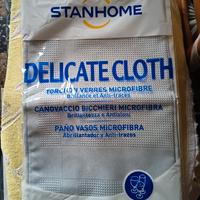 STANHOME
DELICATE CLOTH
TORCHON VERRES MICROFIBRE
Brillance et Anti-traces
CANOVACCIO BICCHIERI MICROFIBRA
Brillantezza e Antialoni
PAÑO VASOS MICROFIBRA
Abrillantador y Anti-trazas